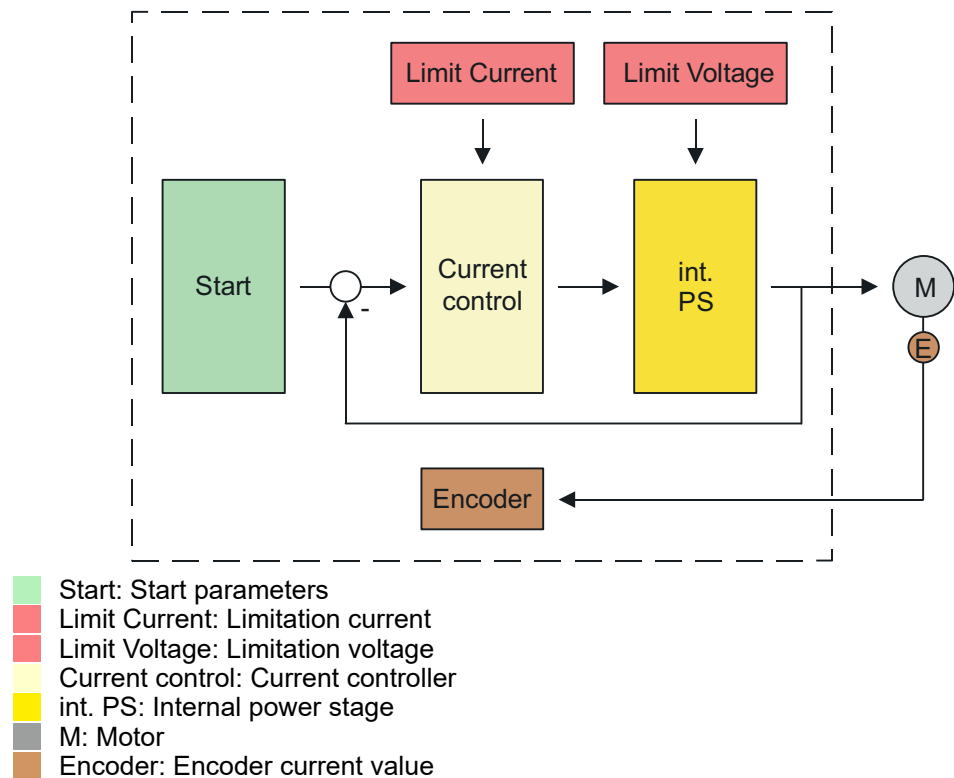 Limit Current
Limit Voltage
Start
Current
control
int.
PS
M
-
E
Encoder
Start: Start parameters
Limit Current: Limitation current
Limit Voltage: Limitation voltage
Current control: Current controller
int. PS: Internal power stage
M: Motor
Encoder: Encoder current value